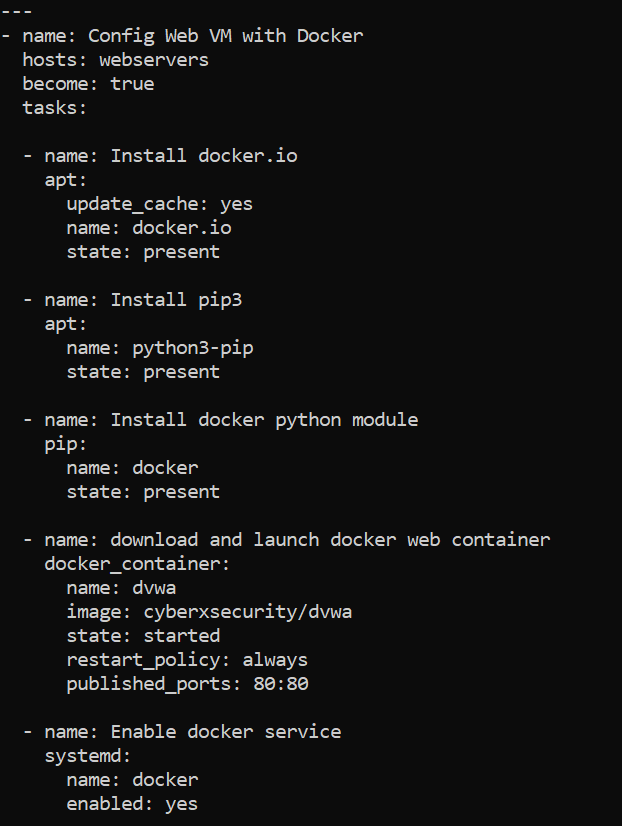 ---
- name: Config Web VM with Docker
  hosts: webservers
  become: true
  tasks:

  - name: Install docker.io
    apt:
      update_cache: yes
      name: docker.io
      state: present

  - name: Install pip3
    apt:
      name: python3-pip
      state: present

  - name: Install docker python module
    pip:
      name: docker
      state: present

  - name: download and launch docker web container
    docker_container:
      name: dvwa
      image: cyberxsecurity/dvwa
      state: started
      restart_policy: always
      published_ports: 80:80

  - name: Enable docker service
    systemd:
      name: docker
      enabled: yes